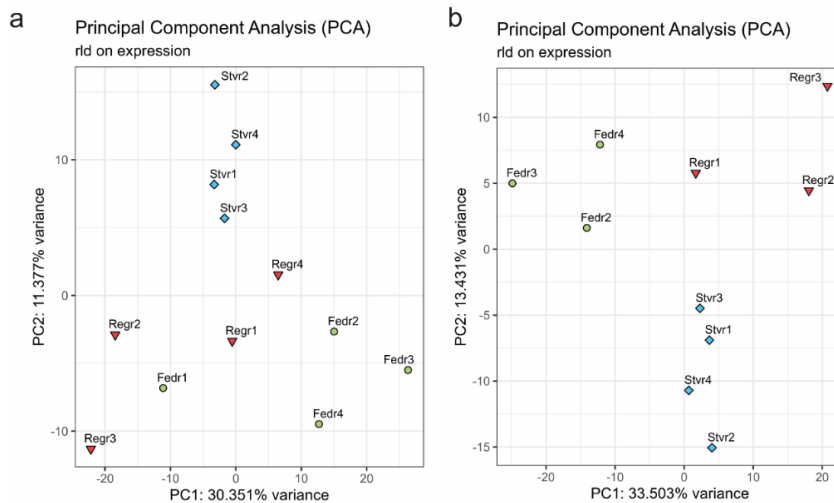 a
Principal Component Analysis (PCA)
rld on expression
Stvr2
Stvr4
Stvr1
Stvr3
Regr4
Regr2
Regr1
Fedr2
Fedr1
Fedr3
Fedr4
Regr3
10
0
-10
-20
-10
0
10
20
PC2: 11.377% variance
PC1: 30.351% variance
b
Principal Component Analysis (PCA)
rld on expression
Regr3
Fedr4
Regr1
Fedr3
Regr2
Fedr2
Stvr3
Stvr1
Stvr4
Stvr2
10
5
0
-5
-10
-15
-20
-10
0
10
20
PC2: 13.431% variance
PC1: 33.503% variance